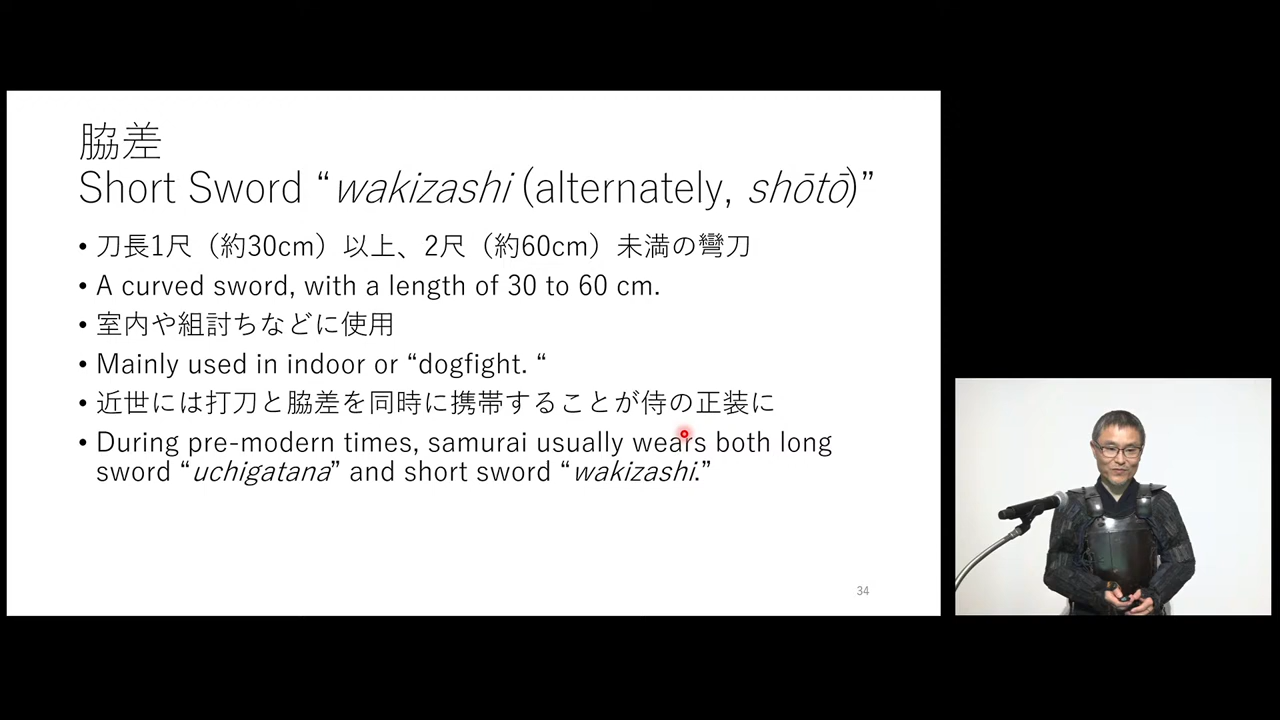 脇差
Short Sword “wakizashi (alternately, shōtō)”
• 刀長1尺（約30cm）以上、2尺（約60cm）未満の彎刀
• A curved sword, with a length of 30 to 60 cm.
• 室内や組討ちなどに使用
• Mainly used in indoor or “dogfight. “
• 近世には打刀と脇差を同時に携帯することが侍の正装に
• During pre-modern times, samurai usually wears both long
sword “uchigatana” and short sword “wakizashi.”
34